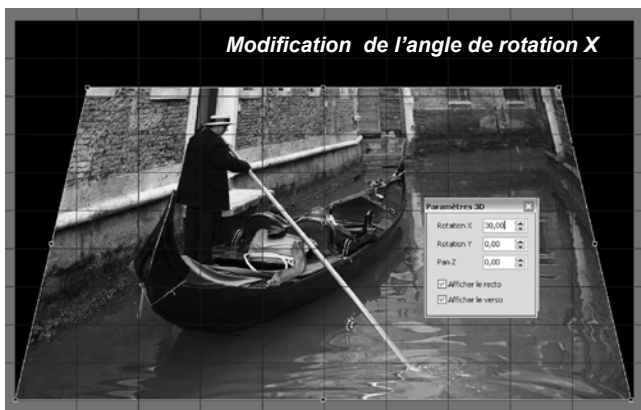 Modification de l'angle de rotation X
Paramètres 3D
Rotation X 30,00
Rotation Y 0,00
Pan Z 0,00
Afficher le recto
Afficher le verso